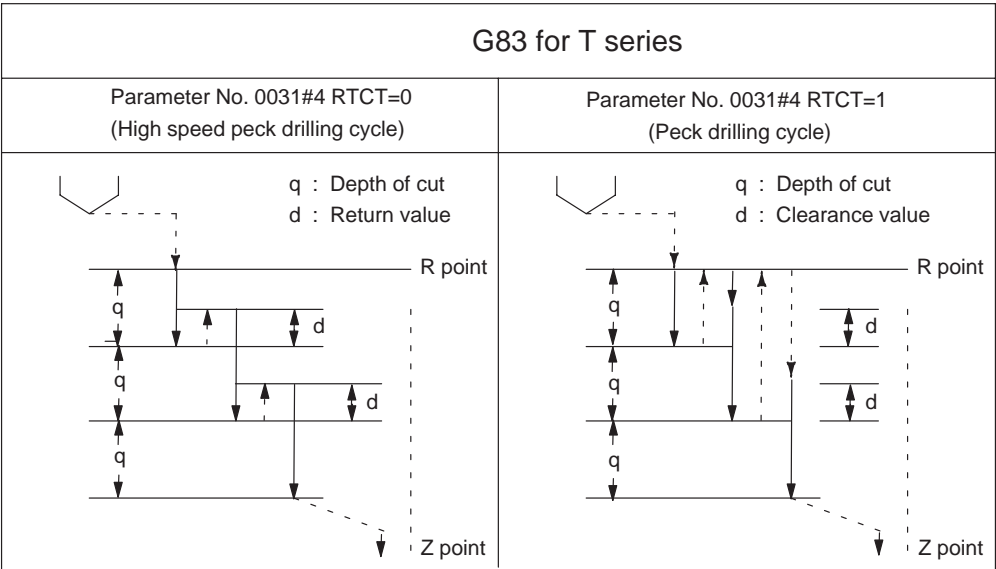 G83 for T series
Parameter No. 0031#4 RTCT=0
(High speed peck drilling cycle)
Parameter No. 0031#4 RTCT=1
(Peck drilling cycle)
q : Depth of cut
d : Return value
R point
q
d
q
d
q
Z point
q : Depth of cut
d : Clearance value
R point
q
d
q
d
q
Z point